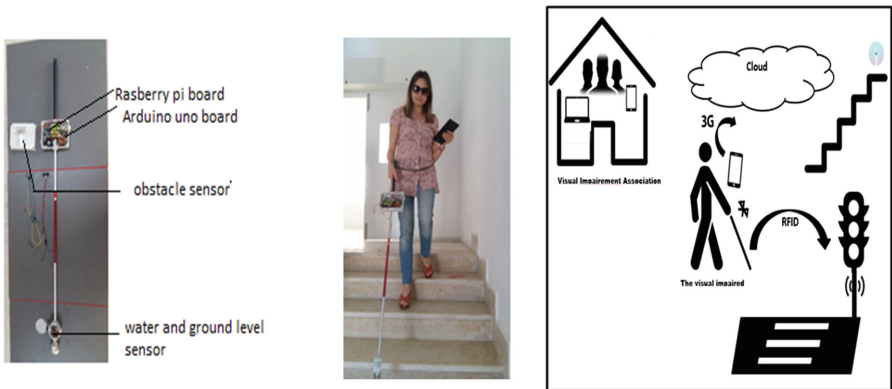 Rasberry pi board
Arduino uno board
obstacle sensor
water and ground level
sensor
Visual Impairement Association
Cloud
3G
RFID
The visual impaired